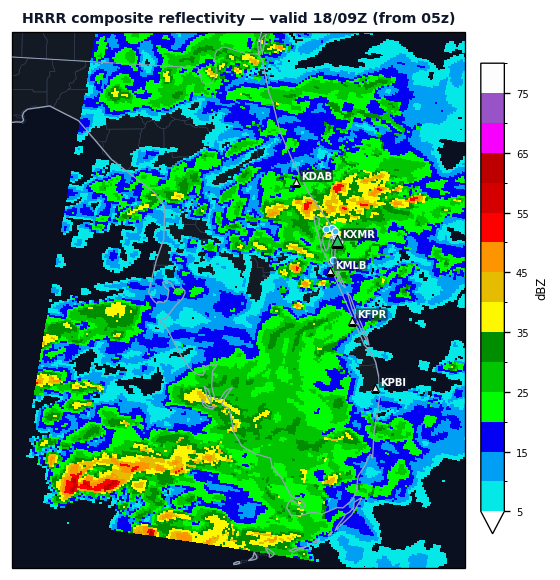 HRRR composite reflectivity — valid 18/09Z (from 05z)
KDAB
KXMR
KMLB
KFPR
KPBI
75
65
55
45
35
25
15
5
dBZ